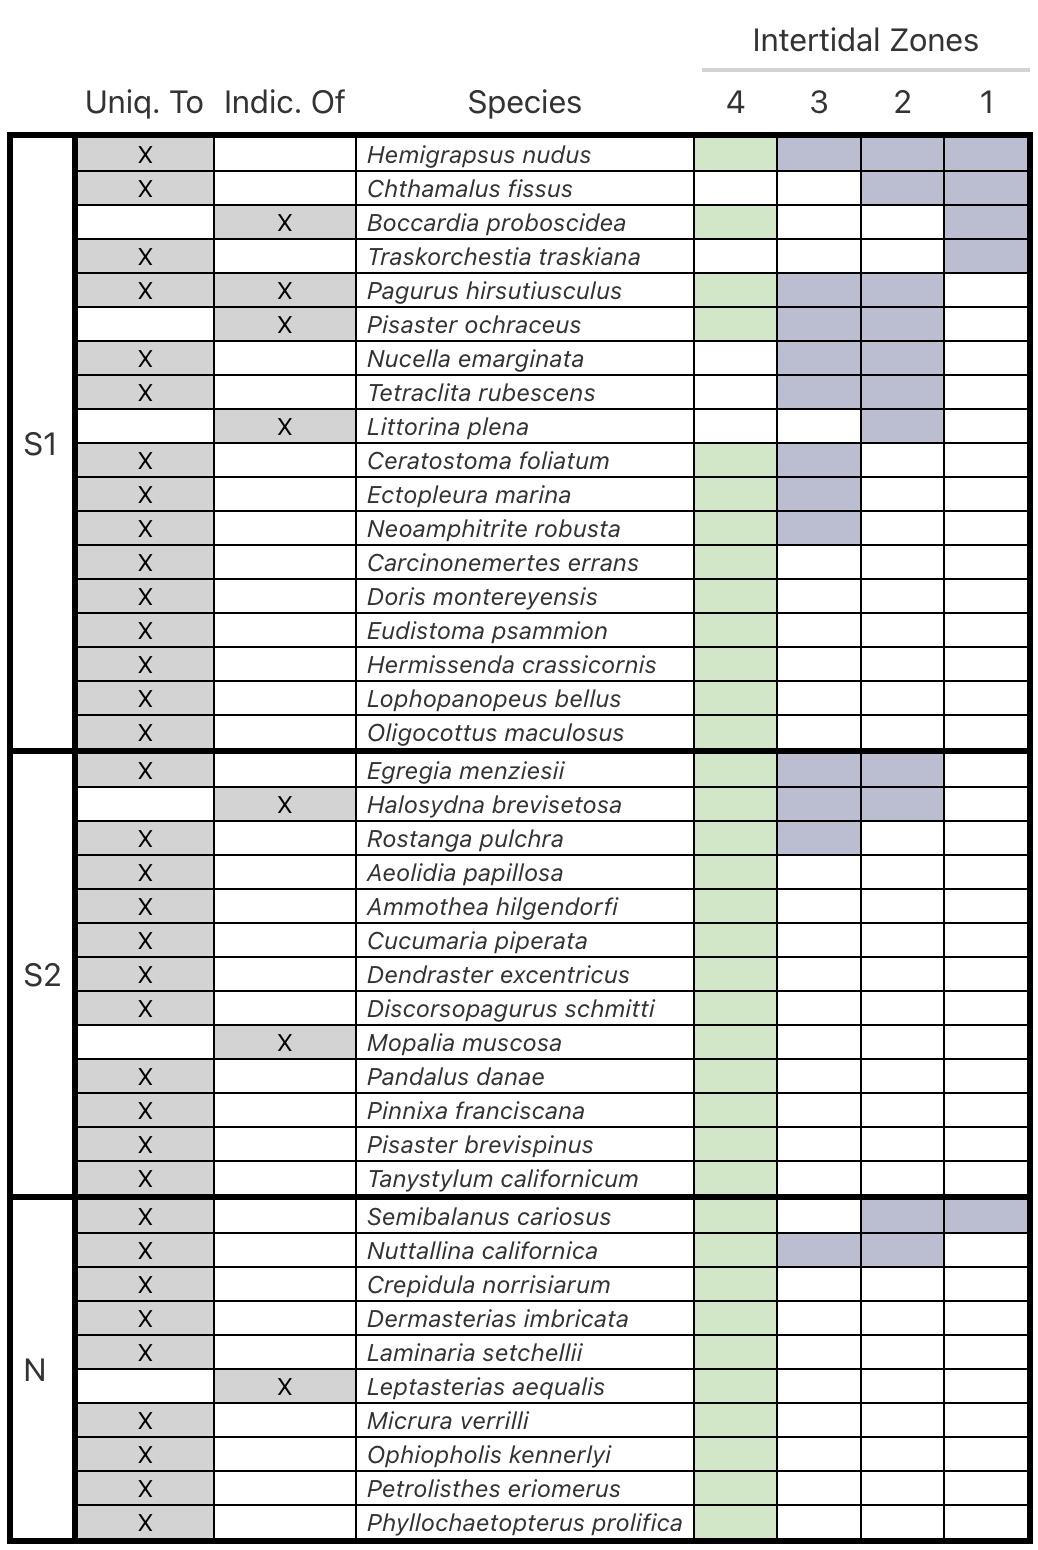 Intertidal Zones
Uniq. To Indic. Of Species 4 3 2 1
X Hemigrapsus nudus
X Chthamalus fissus
X Boccardia proboscidea
X Traskorchestia traskiana
X X Pagurus hirsutiusculus
X Pisaster ochraceus
X Nucella emarginata
X Tetraclita rubescens
X Littorina plena
S1
X Ceratostoma foliatum
X Ectopleura marina
X Neoamphitrite robusta
X Carcinonemertes errans
X Doris montereyensis
X Eudistoma psammion
X Hermissenda crassicornis
X Lophopanopeus bellus
X Oligocottus maculosus
X Egregia menziesii
X Halosydna brevisetosa
X Rostanga pulchra
X Aeolidia papillosa
X Ammothea hilgendorfi
X Cucumaria piperata
S2 X Dendraster excentricus
X Discorsopagurus schmitti
X Mopalia muscosa
X Pandalus danae
X Pinnixa franciscana
X Pisaster brevispinus
X Tanystylum californicum
X Semibalanus cariosus
X Nuttallina californica
X Crepidula norrisiarum
X Dermasterias imbricata
X Laminaria setchellii
N
X Leptasterias aequalis
X Micrura verrilli
X Ophiopholis kennerlyi
X Petrolisthes eriomerus
X Phyllochaetopterus prolifica